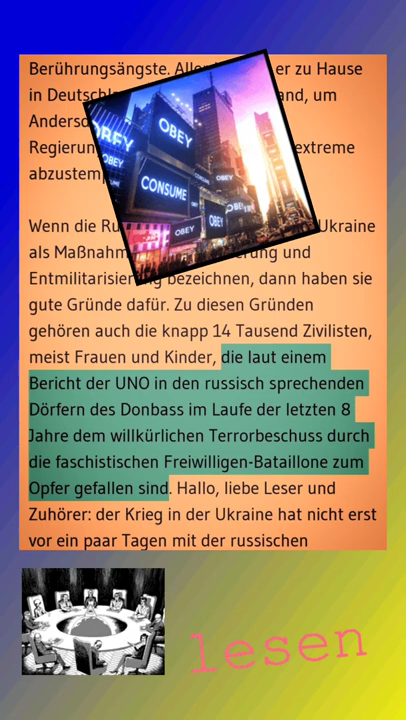 Berührungsängste. er zu Hause
in and, um
Regierun extreme
abzustem
OBEY
OBEY
CONSUME
OBEY
OBEY
OBEY
Wenn die Ru Ukraine
als Maßnahm und
Entmilitarisierung bezeichnen, dann haben sie
gute Gründe dafür. Zu diesen Gründen
gehören auch die knapp 14 Tausend Zivilisten,
meist Frauen und Kinder, die laut einem
Bericht der UNO in den russisch sprechenden
Dörfern des Donbass im Laufe der letzten 8
Jahre dem willkürlichen Terrorbeschuss durch
die faschistischen Freiwilligen-Bataillone zum
Opfer gefallen sind. Hallo, liebe Leser und
Zuhörer: der Krieg in der Ukraine hat nicht erst
vor ein paar Tagen mit der russischen
lesen